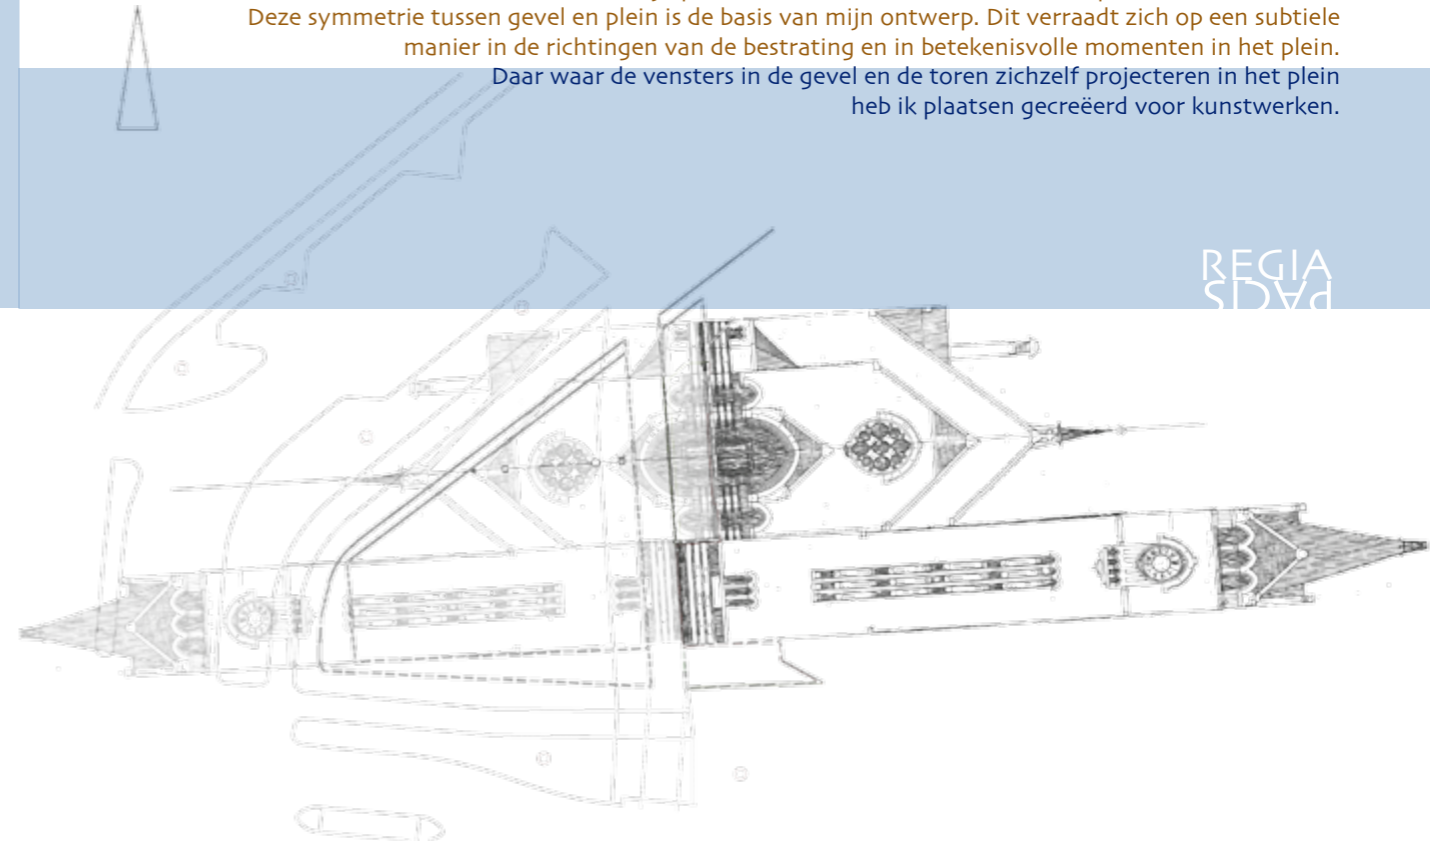 Deze symmetrie tussen gevel en plein is de basis van mijn ontwerp. Dit verraadt zich op een subtiele
manier in de richtingen van de bestrating en in betekenisvolle momenten in het plein.
Daar waar de vensters in de gevel en de toren zichzelf projecteren in het plein
heb ik plaatsen gecreëerd voor kunstwerken.
REGIA
PACIS